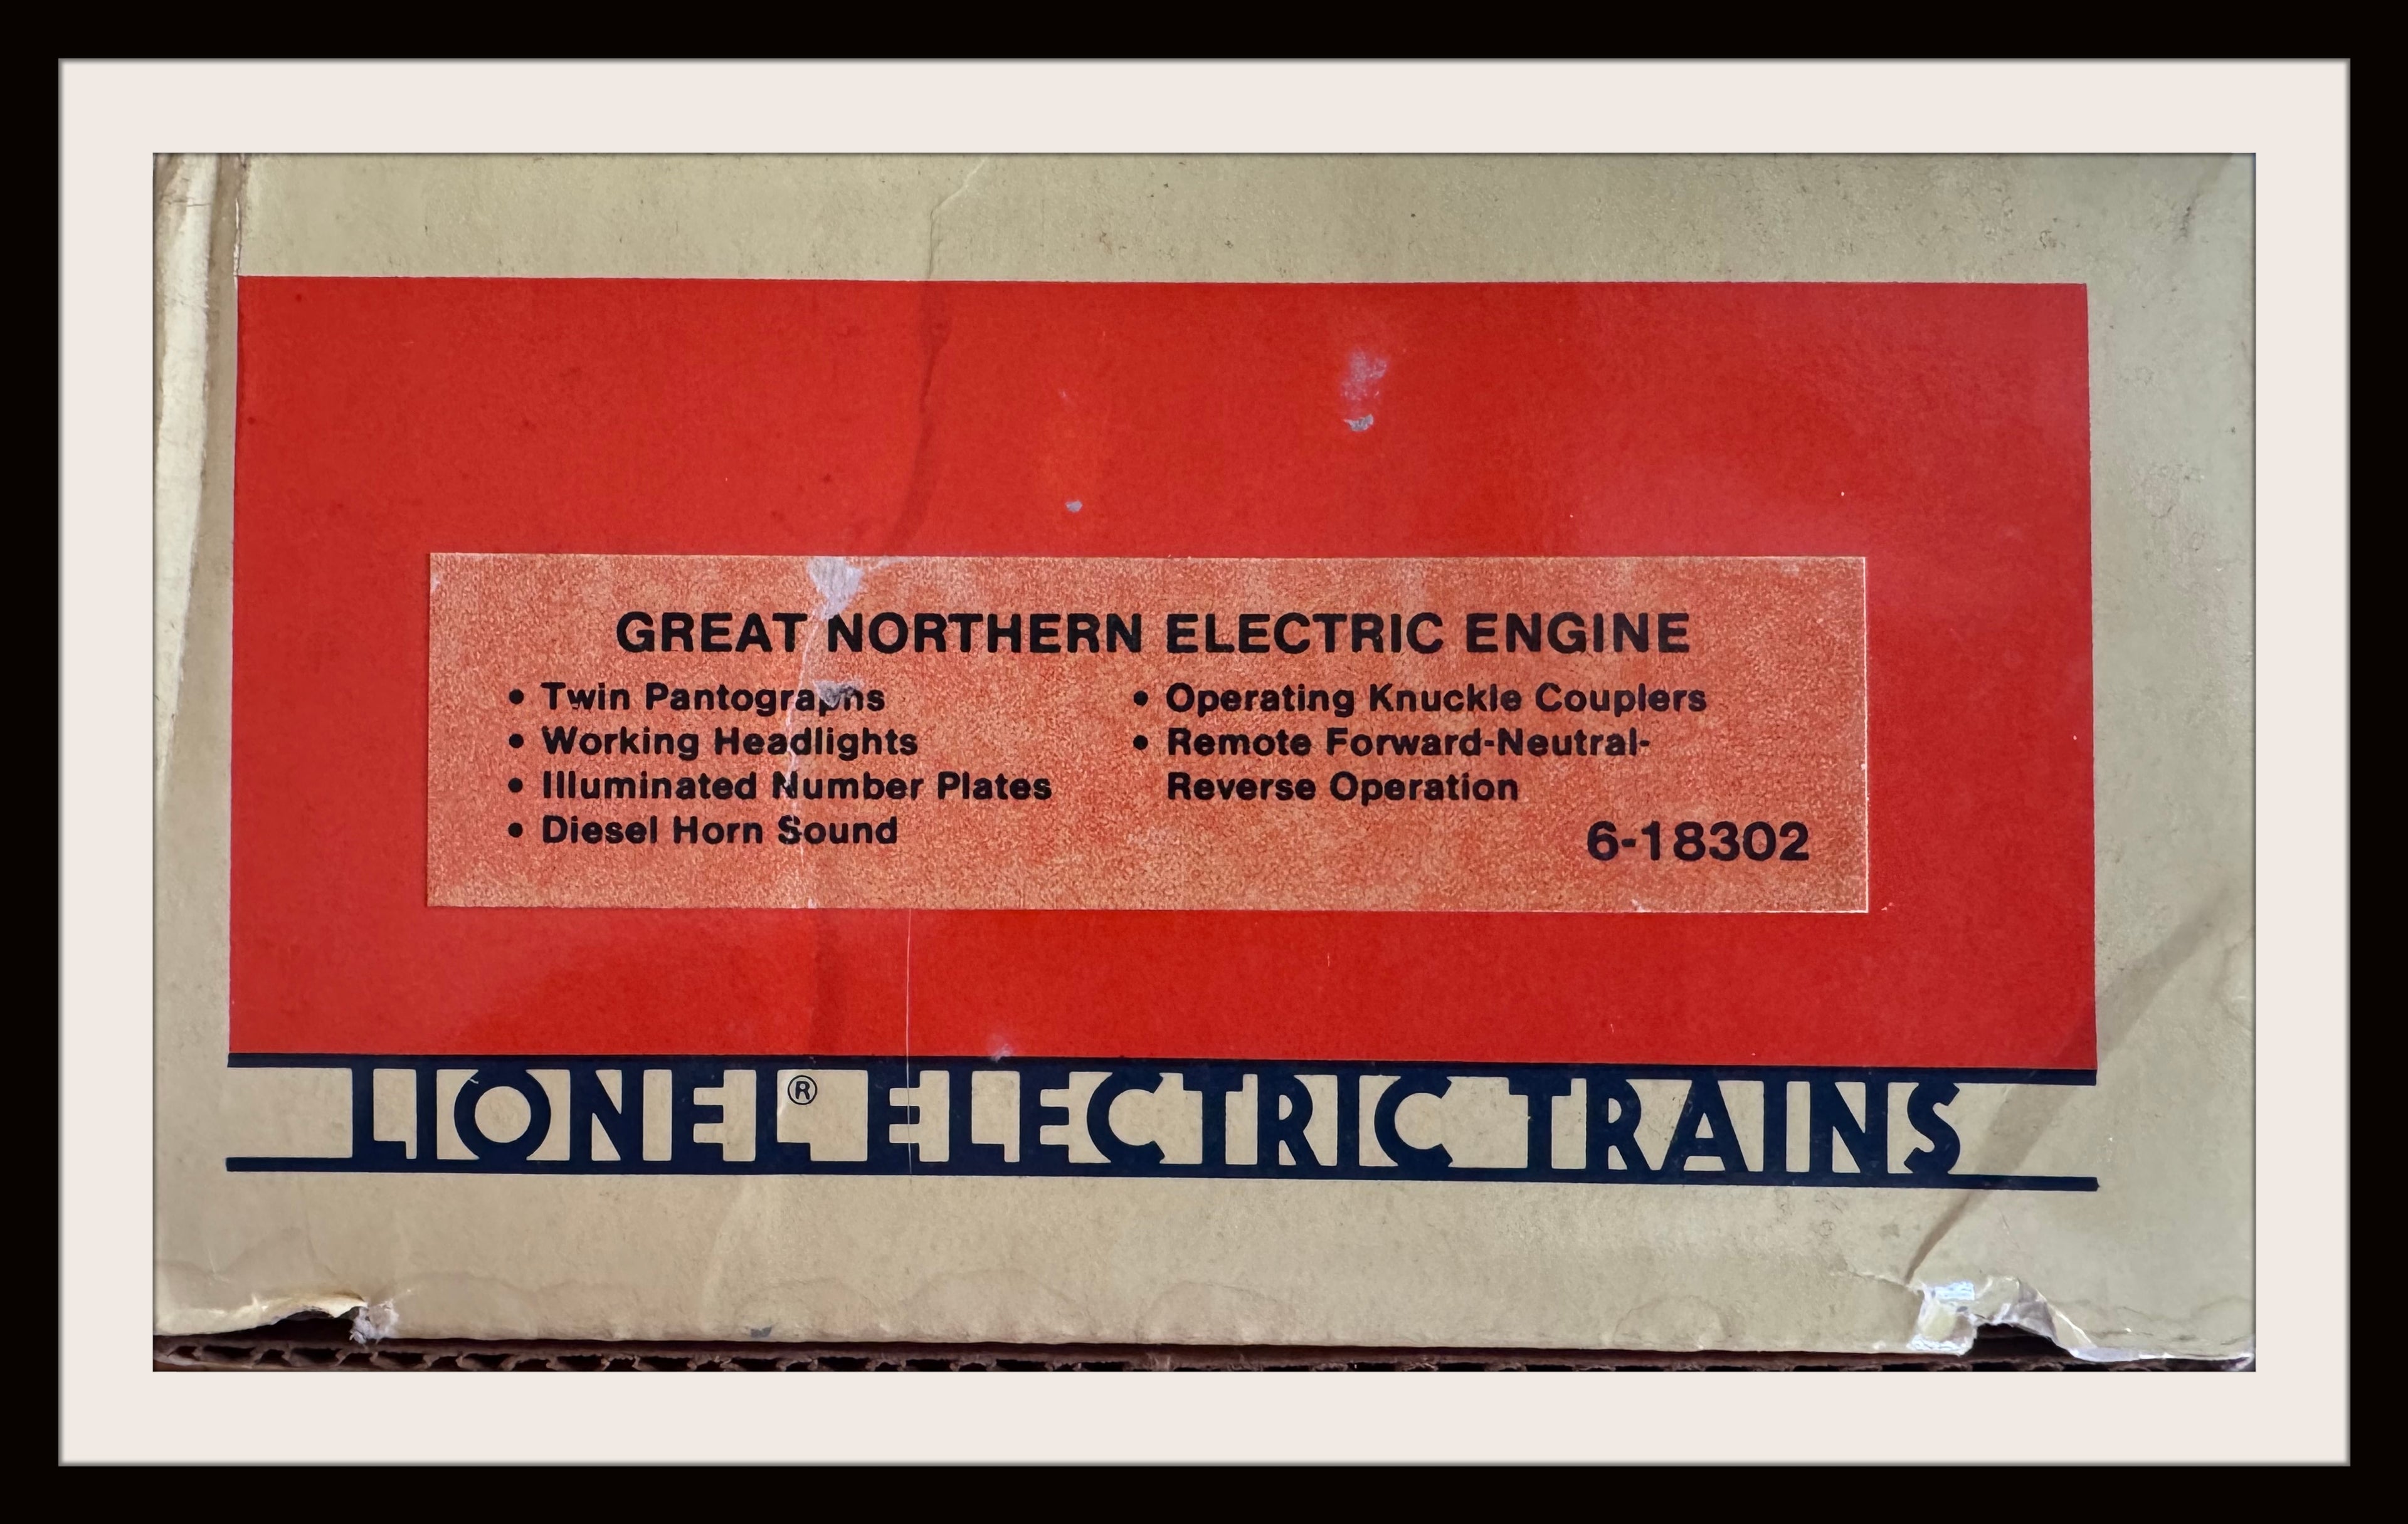 GREAT NORTHERN ELECTRIC ENGINE
• Twin Pantographs
• Working Headlights
• Illuminated Number Plates
• Diesel Horn Sound
• Operating Knuckle Couplers
• Remote Forward-Neutral-
Reverse Operation
6-18302
LIONEL® ELECTRIC TRAINS